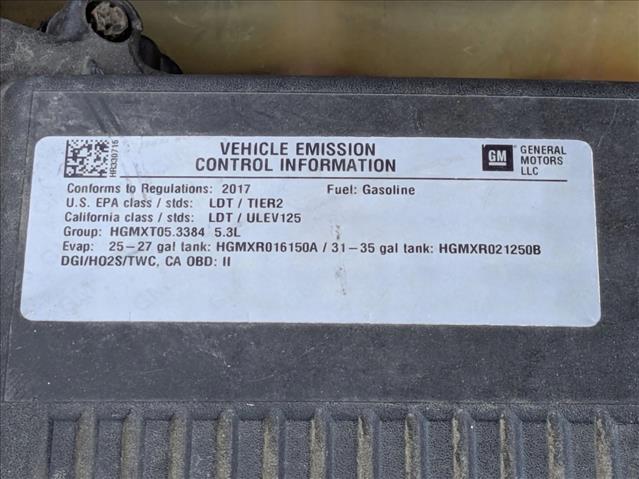 HR330716
VEHICLE EMISSION
CONTROL INFORMATION
GM
GENERAL
MOTORS
LLC
Conforms to Regulations: 2017 Fuel: Gasoline
U.S. EPA class / stds: LDT / TIER2
California class / stds: LDT / ULEV125
Group: HGMXT05.3384 5.3L
Evap: 25-27 gal tank: HGMXR016150A / 31-35 gal tank: HGMXR021250B
DGI/HO2S/TWC, CA OBD: II